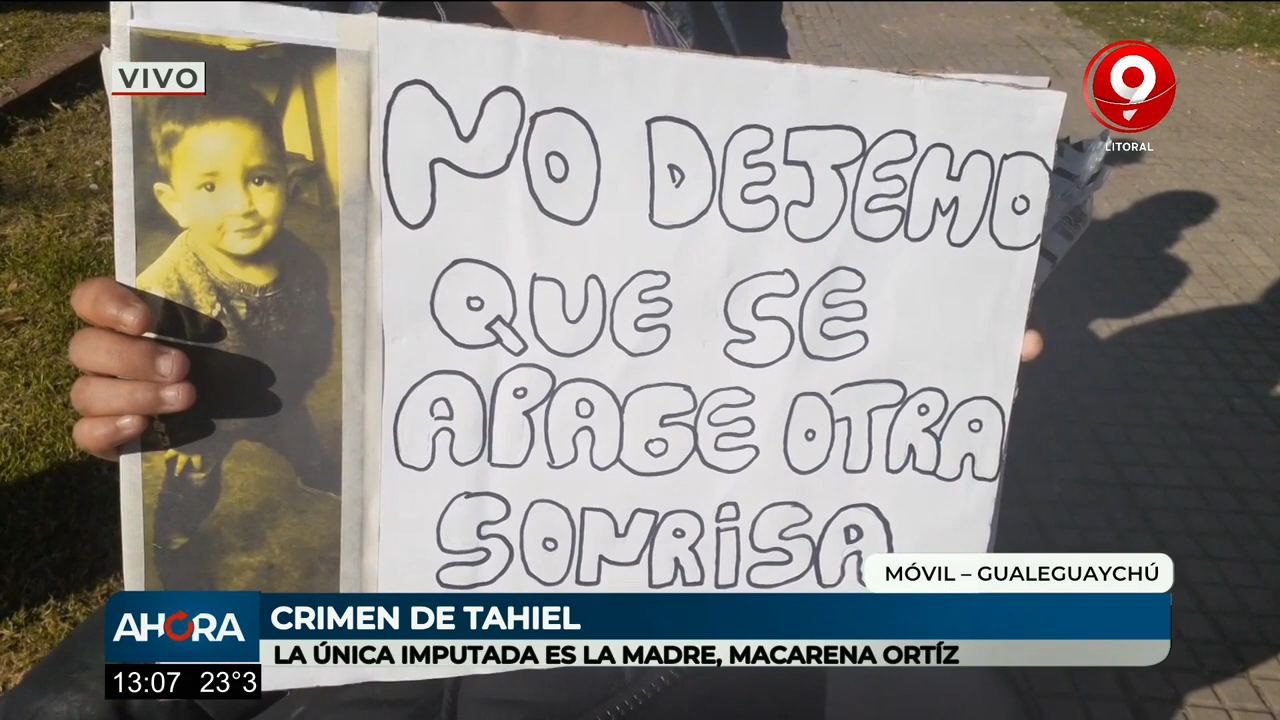 VIVO
9
LITORAL
NO DEJEMO
QUE SE
APAGE OTRA
SONRiSA
MÓVIL – GUALEGUAYCHÚ
AHORA
CRIMEN DE TAHIEL
LA ÚNICA IMPUTADA ES LA MADRE, MACARENA ORTÍZ
13:07 23°3